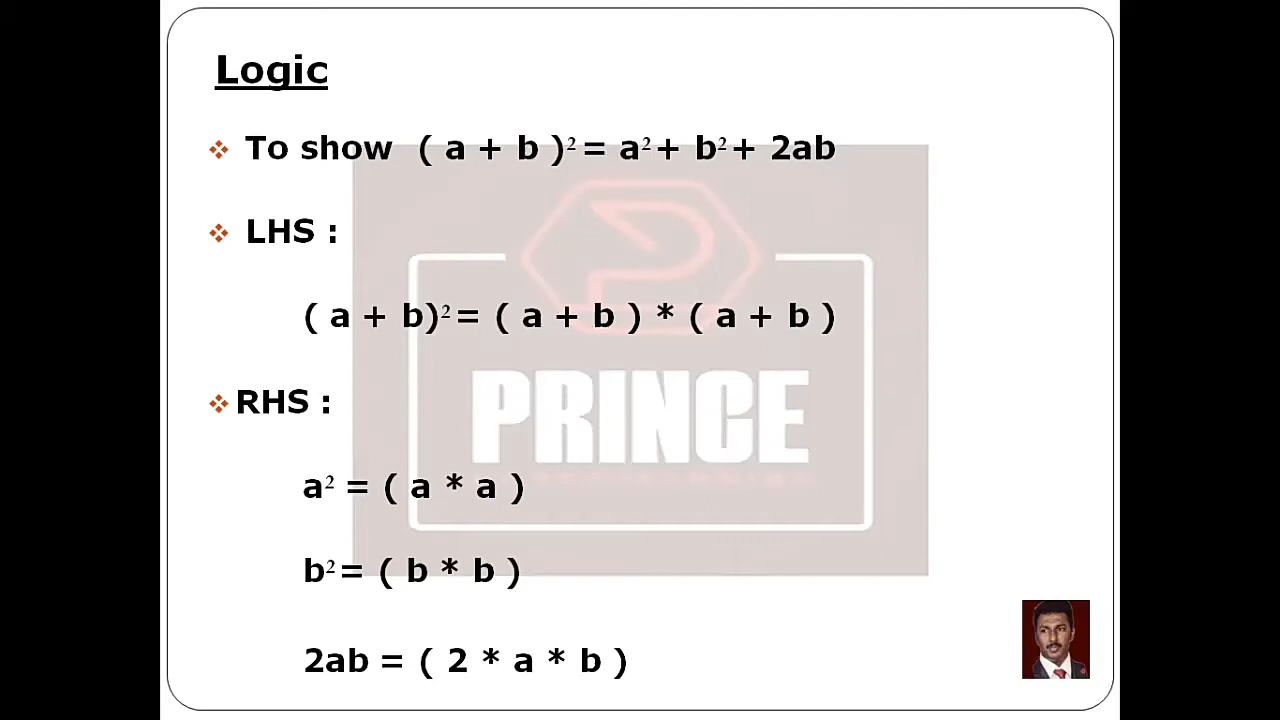 Logic
To show ( a + b )² = a² + b² + 2ab
LHS :
( a + b)² = ( a + b ) * ( a + b )
RHS :
PRINCE
a² = ( a * a )
b² = ( b * b )
2ab = ( 2 * a * b )